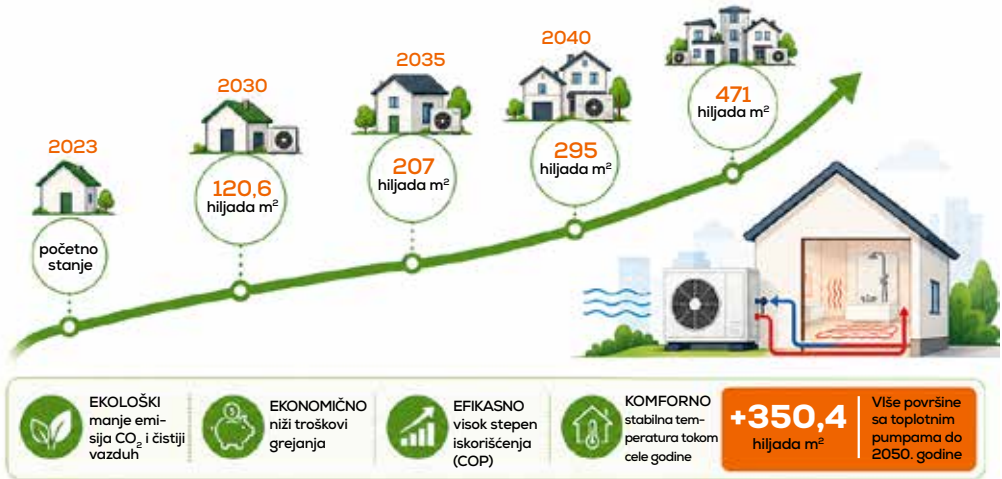 2023
početno
stanje
2030
120,6
hiljada m²
2035
207
hiljada m²
2040
295
hiljada m²
471
hiljada m²
EKOLOŠKI
manje emi-
sija CO₂ i čistiji
vazduh
EKONOMIČNO
niži troškovi
grejanja
EFIKASNO
visok stepen
iskorišćenja
(COP)
KOMFORNO
stabilna tem-
peratura tokom
cele godine
+350,4
hiljada m²
VIše površine
sa toplotnim
pumpama do
2050. godine